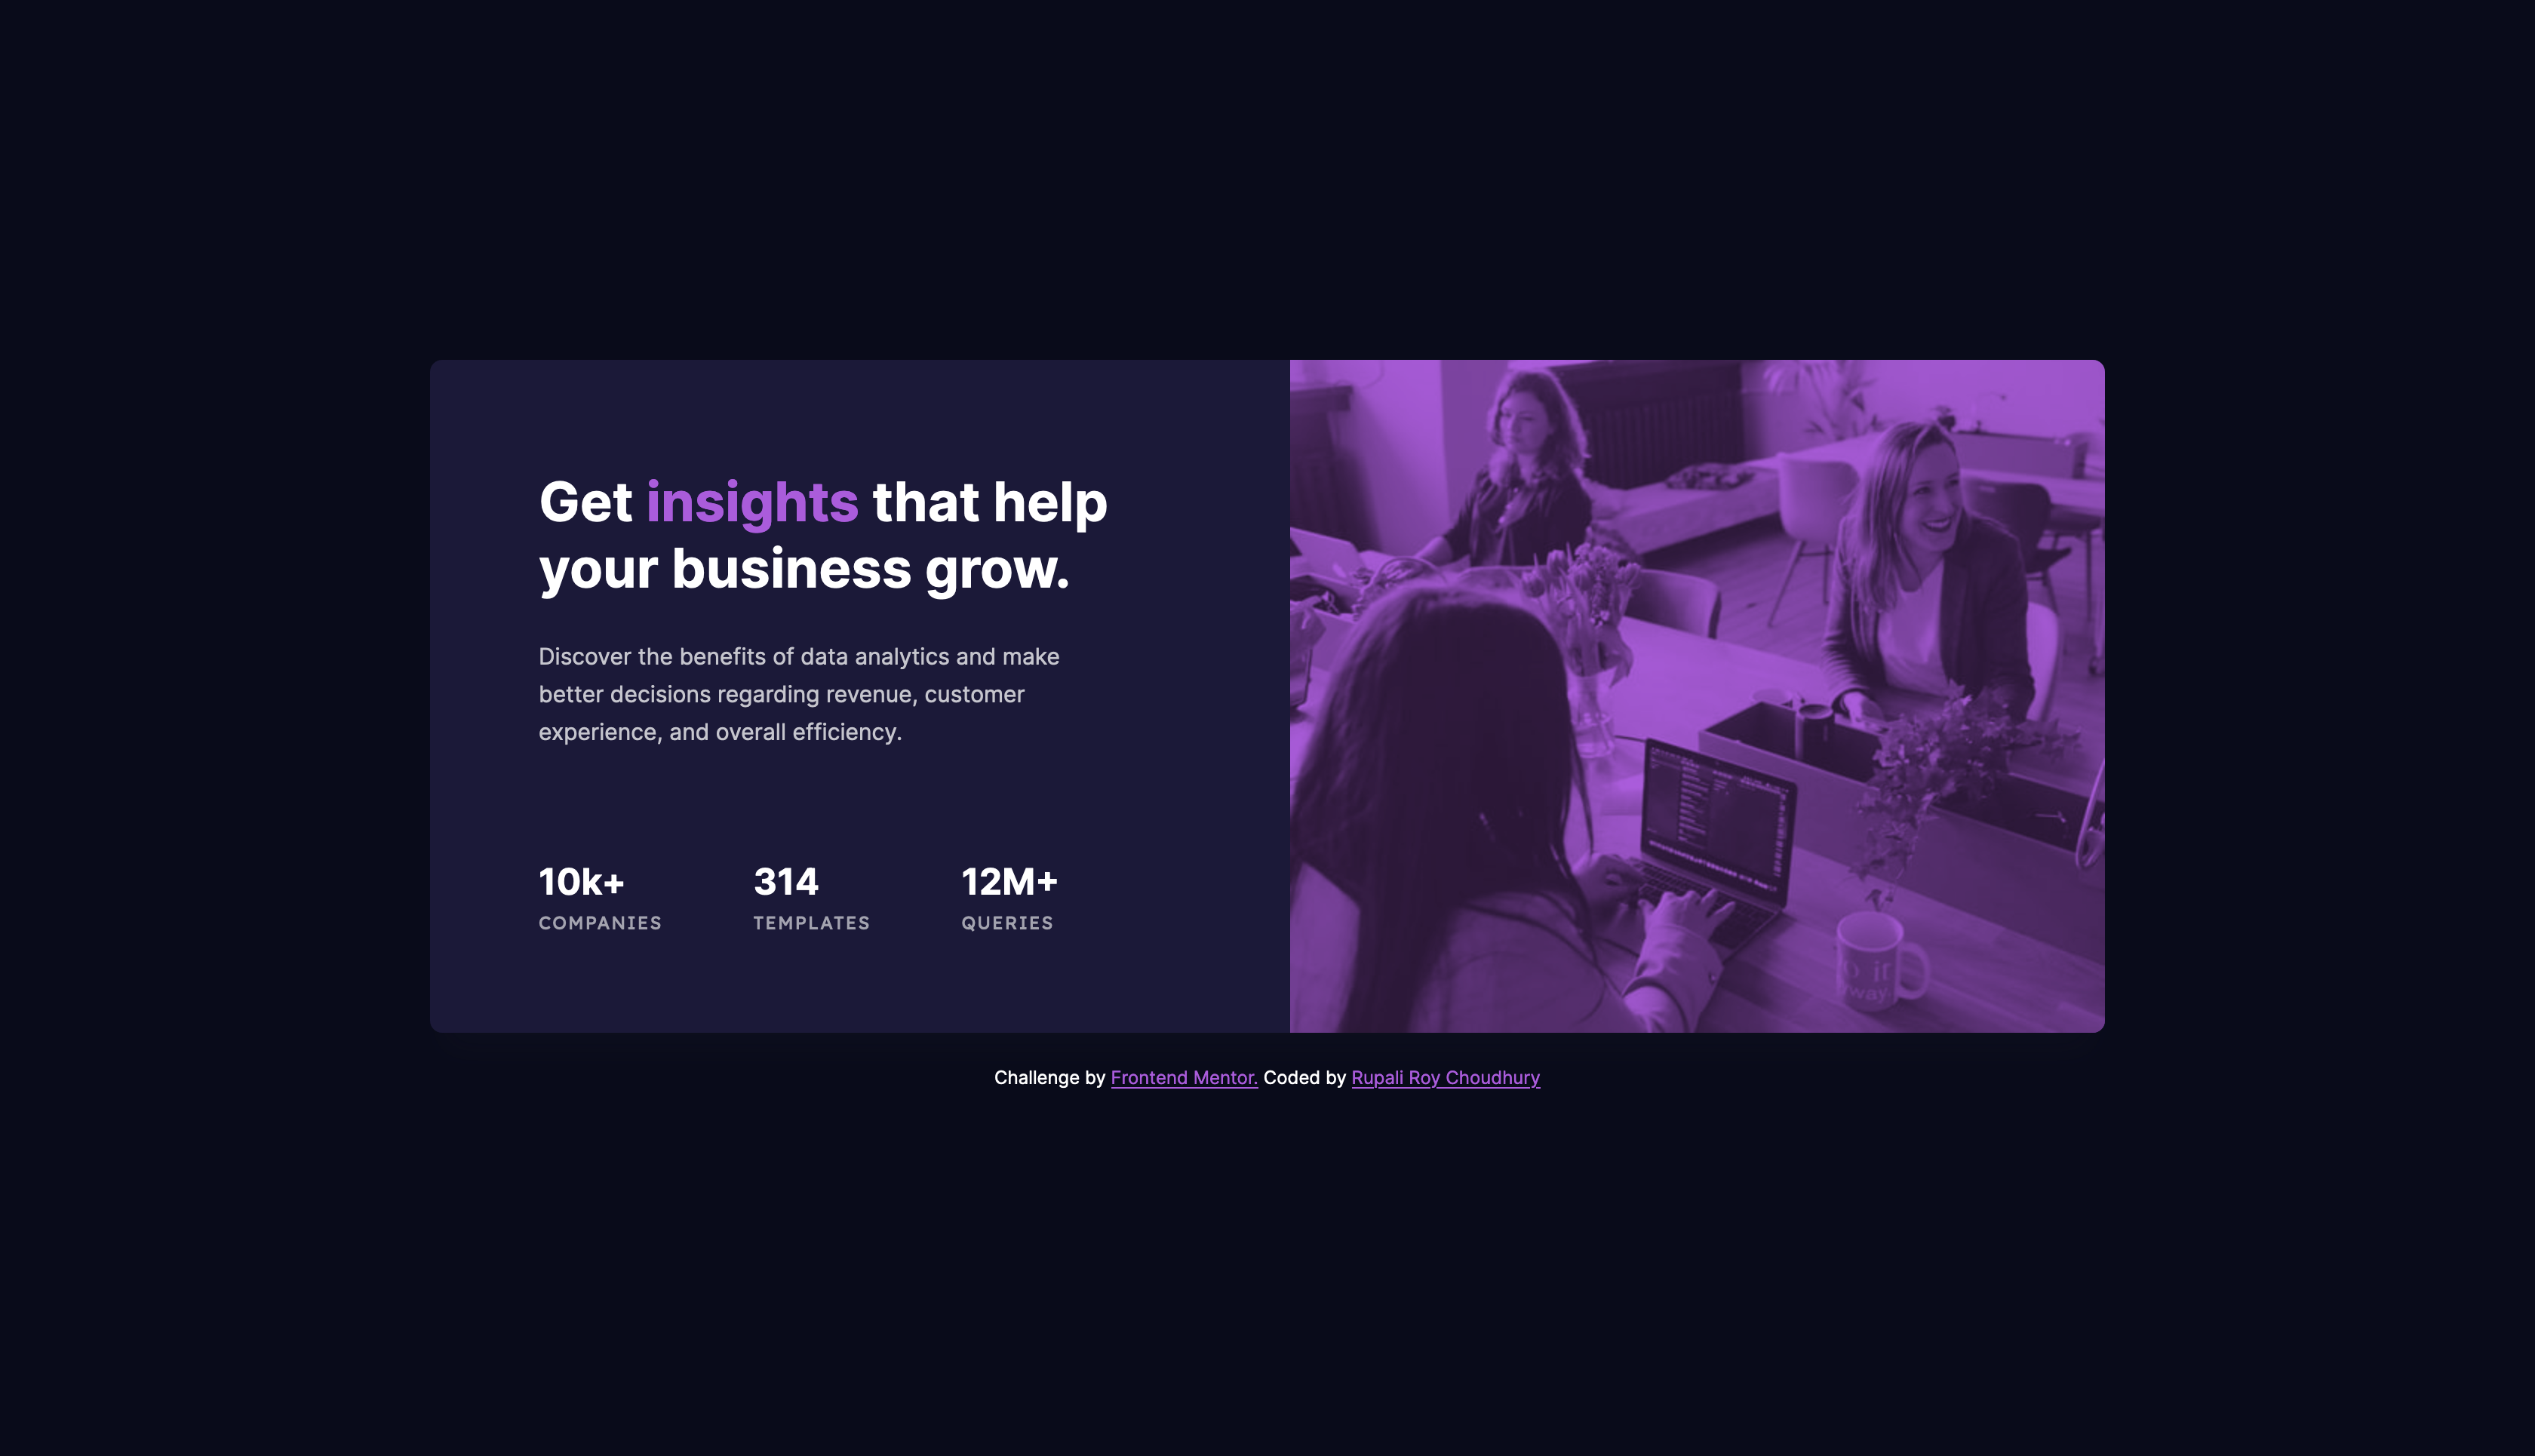 Get insights that help
your business grow.
Discover the benefits of data analytics and make
better decisions regarding revenue, customer
experience, and overall efficiency.
10k+
COMPANIES
314
TEMPLATES
12M+
QUERIES
it
way.
Challenge by Frontend Mentor. Coded by Rupali Roy Choudhury